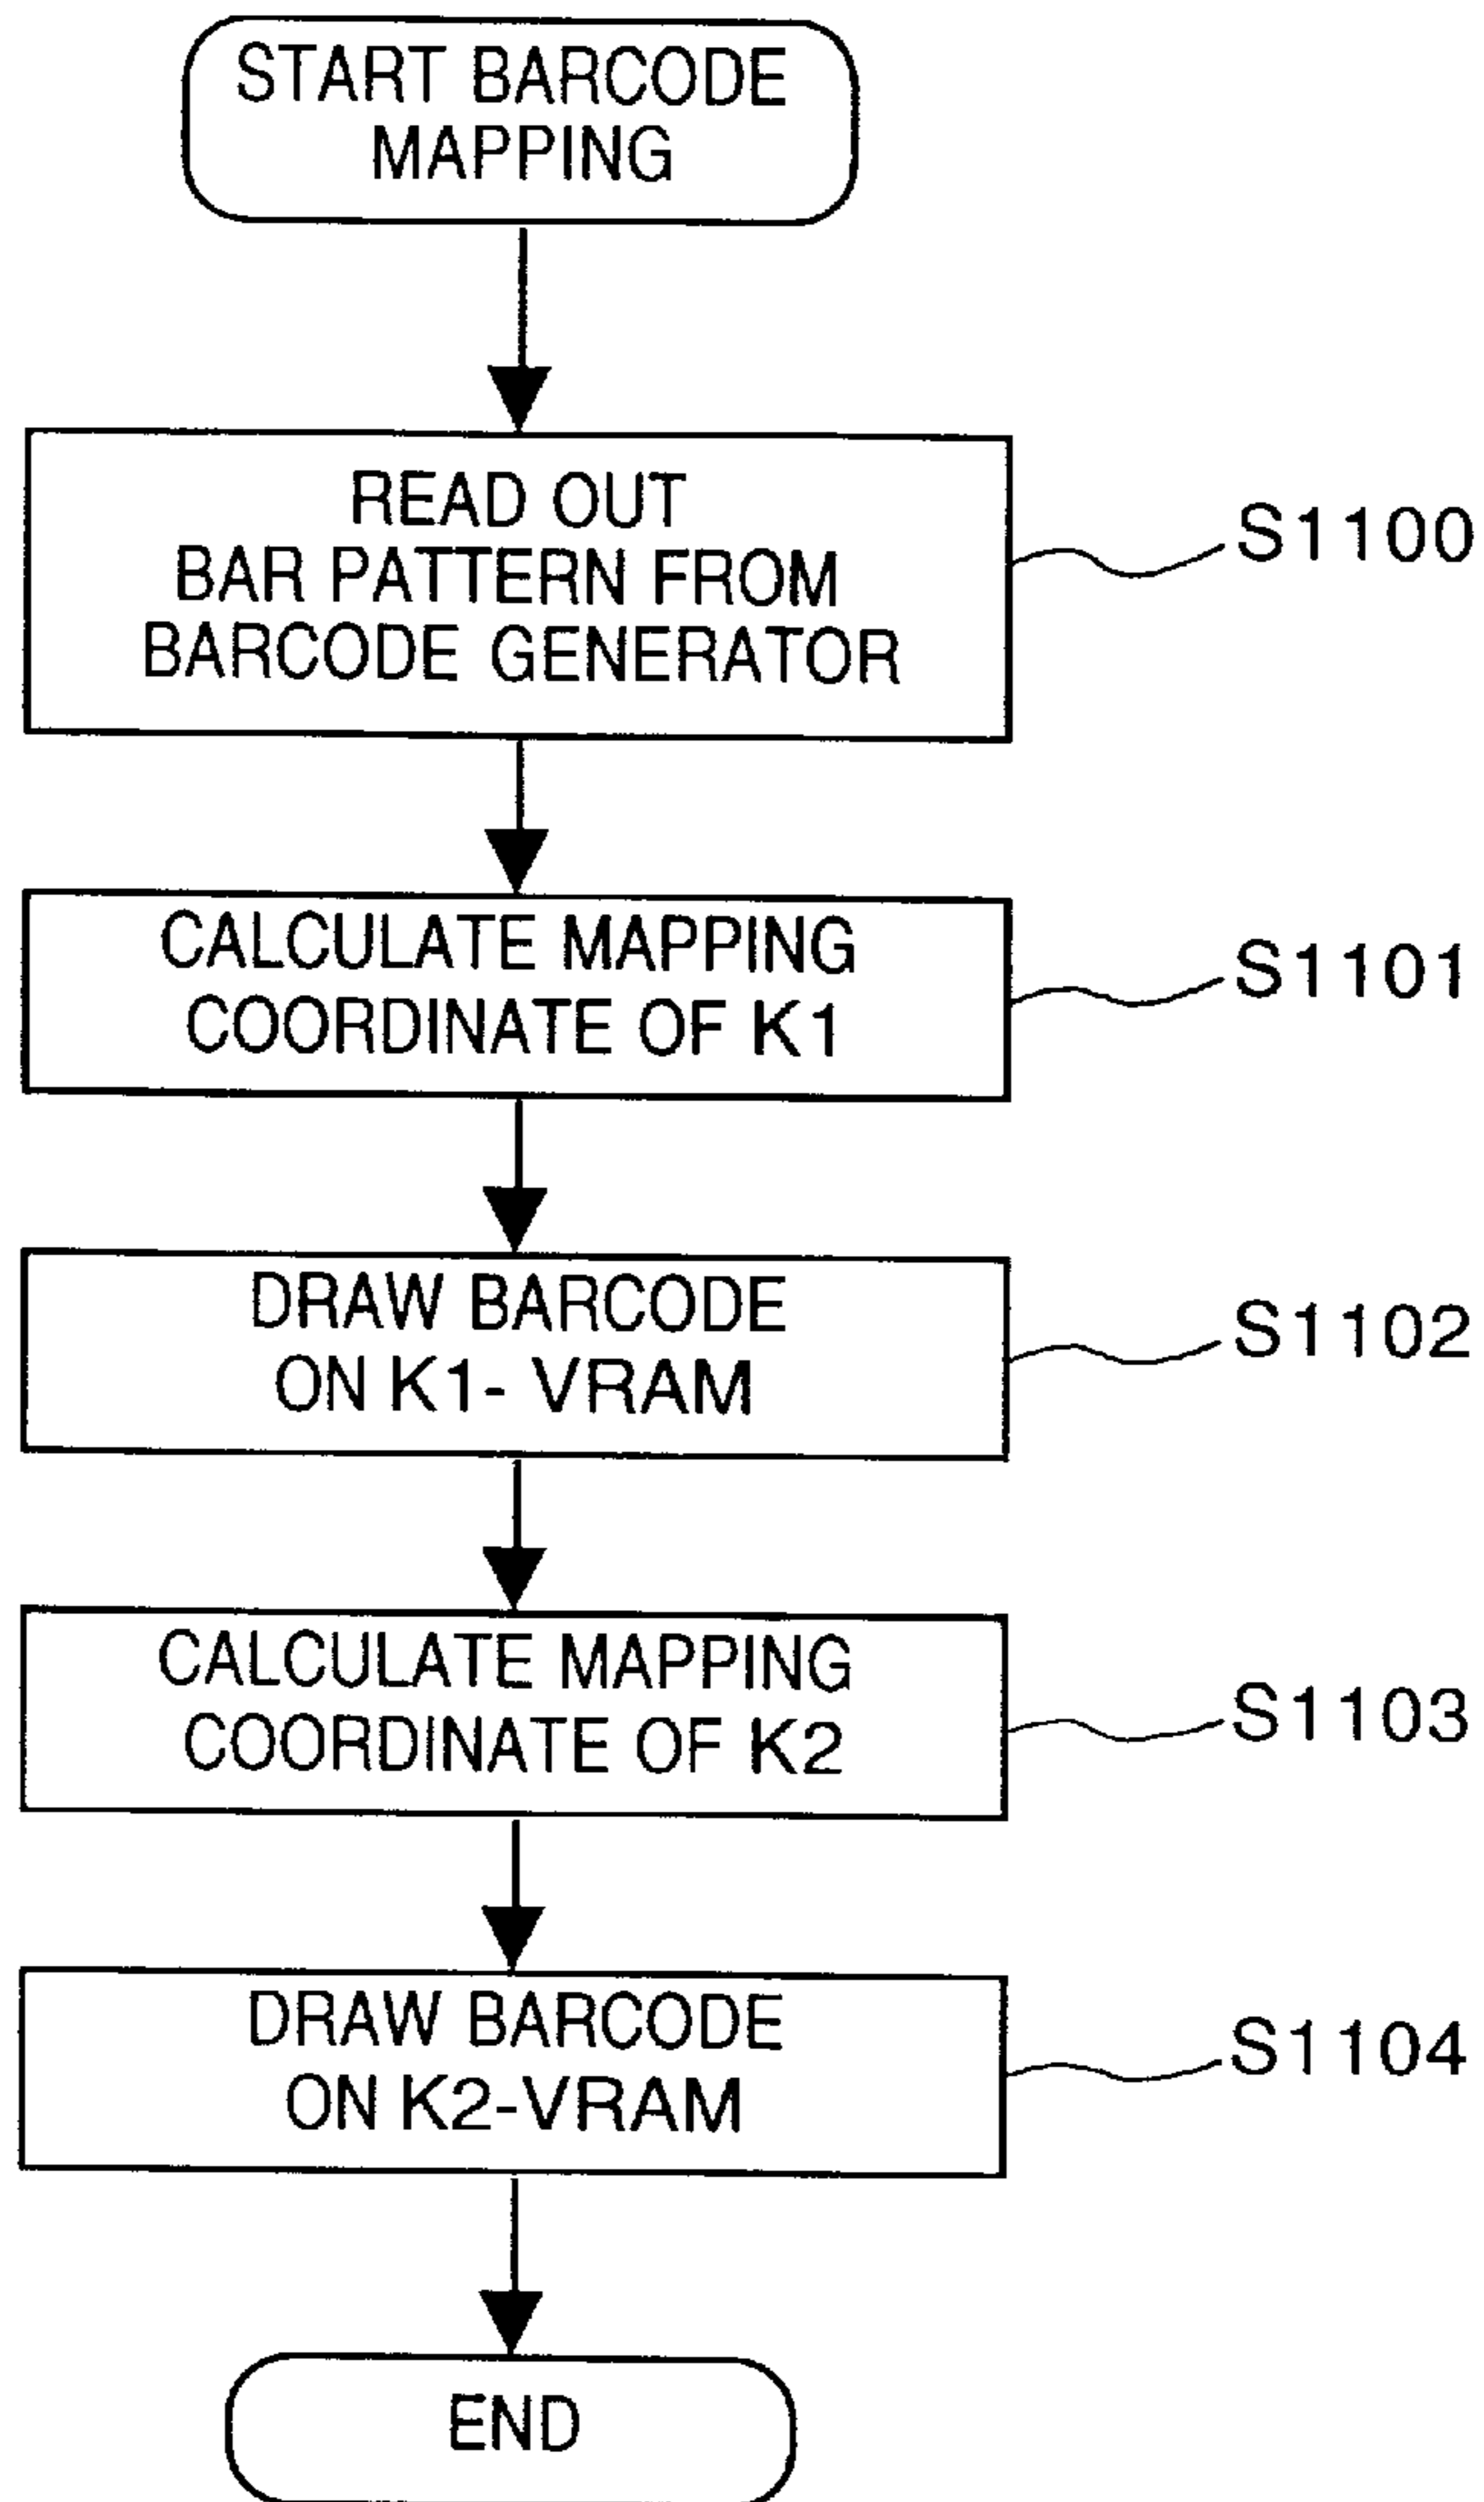 START BARCODE
MAPPING
READ OUT
BAR PATTERN FROM
BARCODE GENERATOR
S1100
CALCULATE MAPPING
COORDINATE OF K1
S1101
DRAW BARCODE
ON K1- VRAM
S1102
CALCULATE MAPPING
COORDINATE OF K2
S1103
DRAW BARCODE
ON K2-VRAM
S1104
END